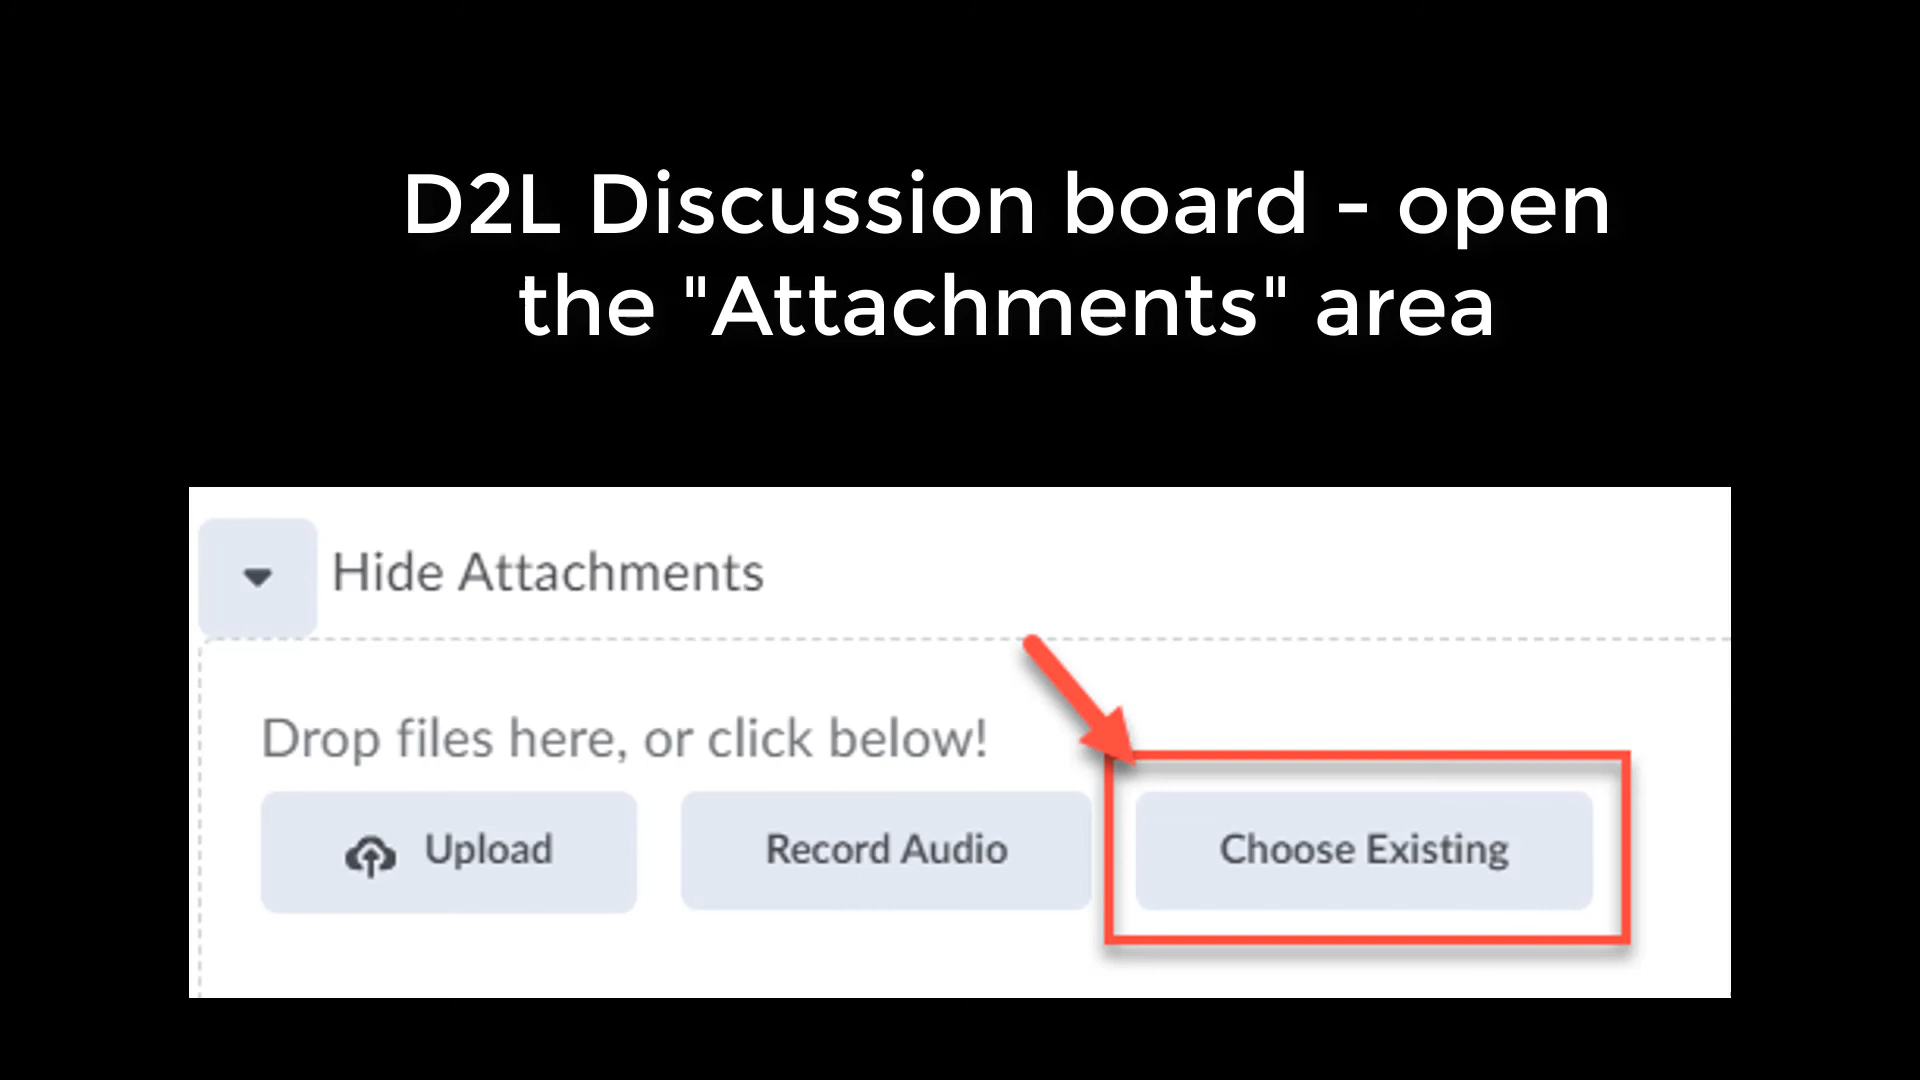 D2L Discussion board - open
the "Attachments" area
Hide Attachments
Drop files here, or click below!
Upload
Record Audio
Choose Existing